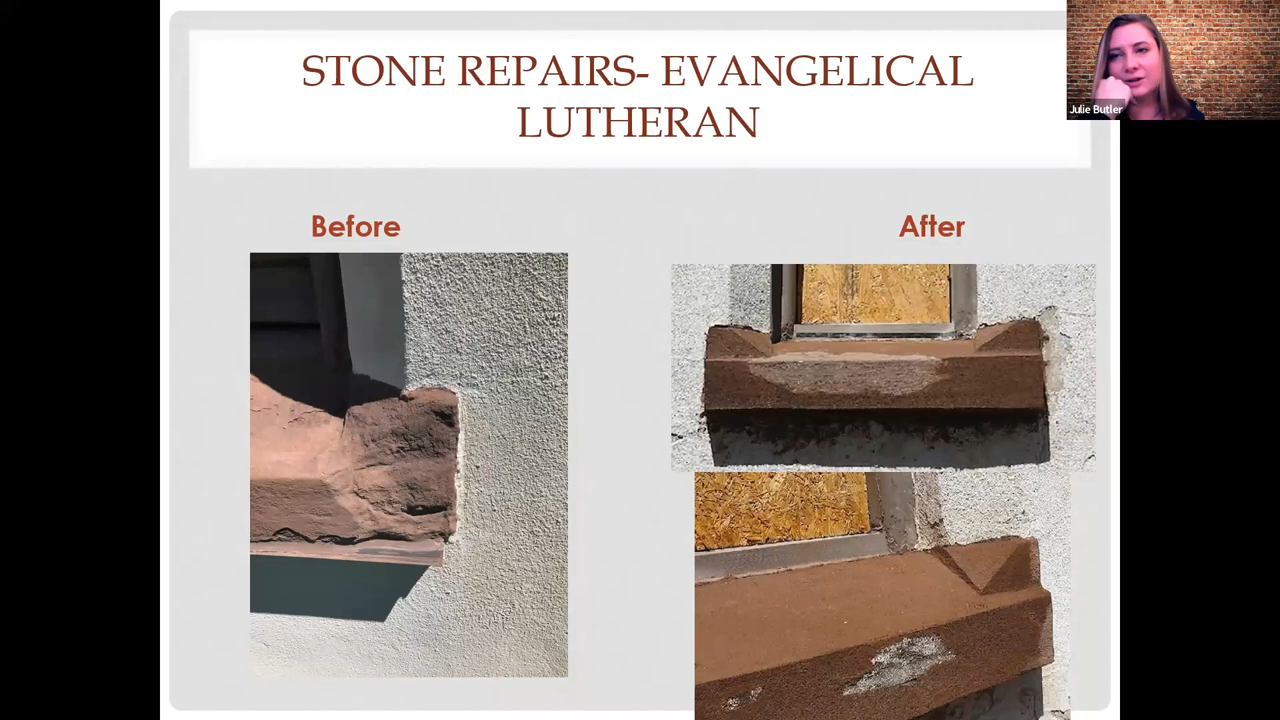 STONE REPAIRS- EVANGELICAL
LUTHERAN
Julie Butler
Before
After